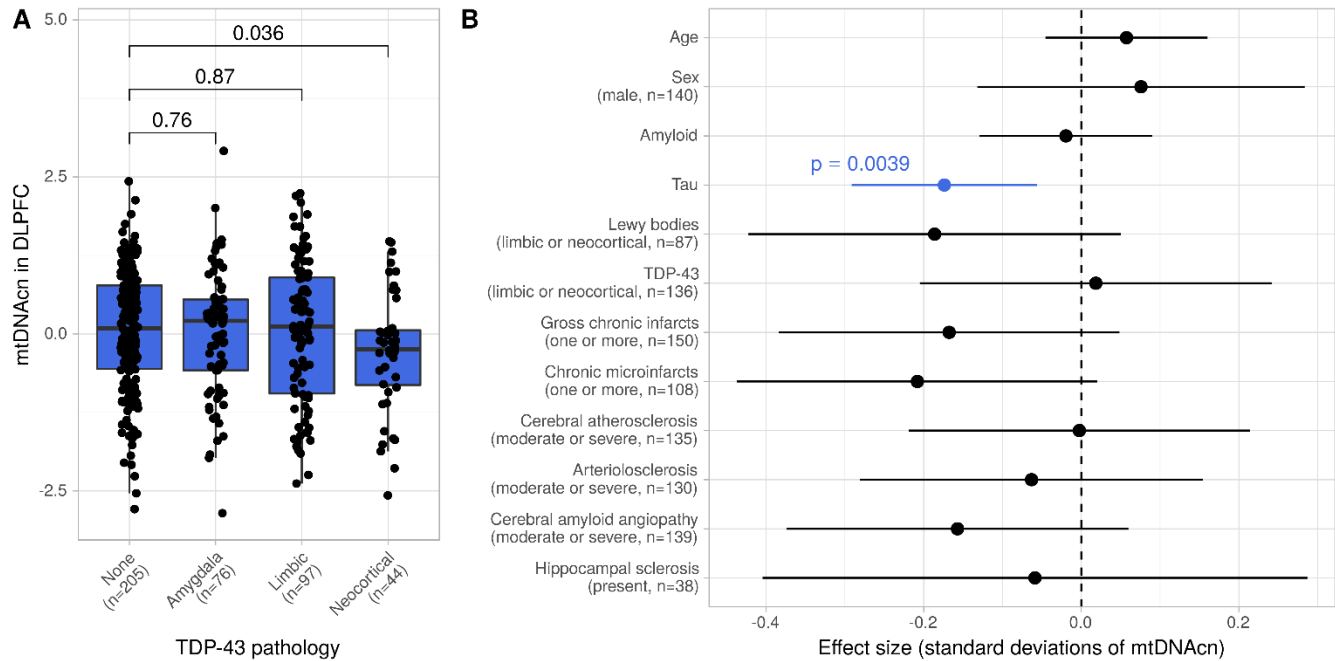 A
mtDNAcn in DLPFC
5.0
2.5
0.0
-2.5
0.036
0.87
0.76
None
(n=205)
Amygdala
(n=76)
Limbic
(n=97)
Neocortical
(n=44)
TDP-43 pathology
B
Age
Sex
(male, n=140)
Amyloid
Tau
p = 0.0039
Lewy bodies
(limbic or neocortical, n=87)
TDP-43
(limbic or neocortical, n=136)
Gross chronic infarcts
(one or more, n=150)
Chronic microinfarcts
(one or more, n=108)
Cerebral atherosclerosis
(moderate or severe, n=135)
Arteriolosclerosis
(moderate or severe, n=130)
Cerebral amyloid angiopathy
(moderate or severe, n=139)
Hippocampal sclerosis
(present, n=38)
-0.4
-0.2
0.0
0.2
Effect size (standard deviations of mtDNAcn)